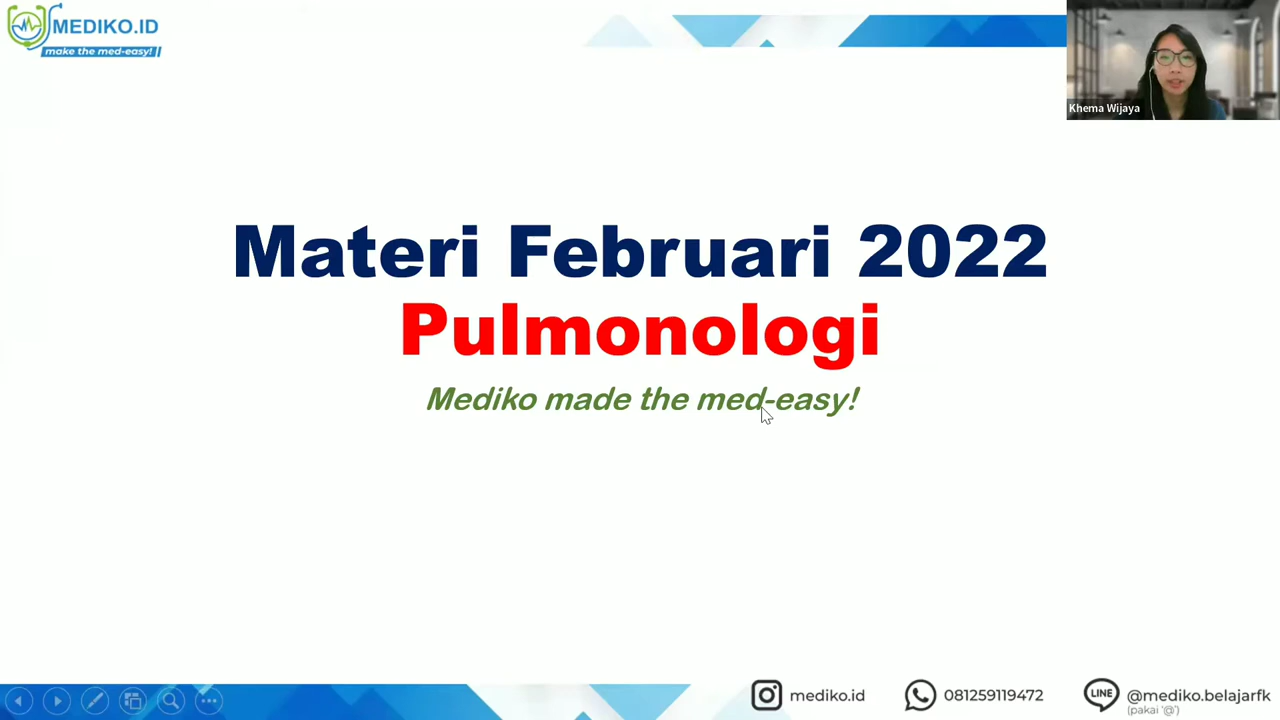 MEDIKO.ID
make the med-easy!
Khema Wijaya
Materi Februari 2022
Pulmonologi
Mediko made the med-easy!
mediko.id
081259119472
LINE
@mediko.belajarfk
(pakai '@')